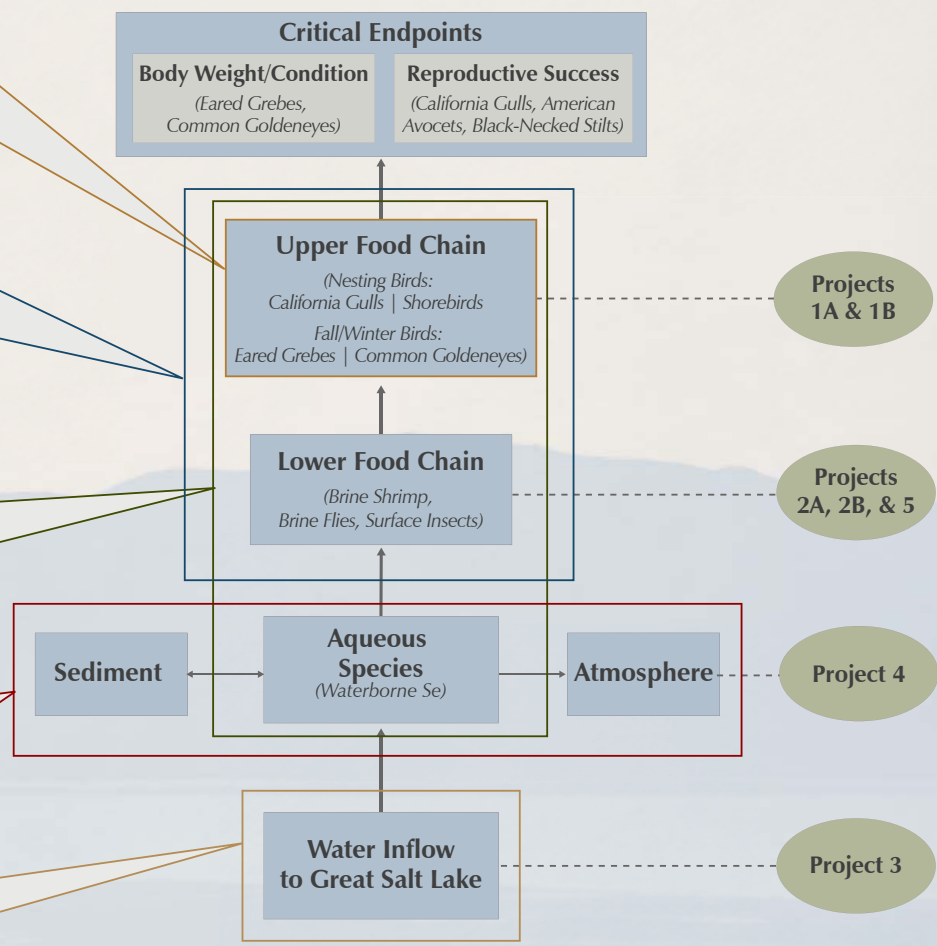 Critical Endpoints
Body Weight/Condition
(Eared Grebes,
Common Goldeneyes)
Reproductive Success
(California Gulls, American
Avocets, Black-Necked Stilts)
Upper Food Chain
(Nesting Birds:
California Gulls | Shorebirds
Fall/Winter Birds:
Eared Grebes | Common Goldeneyes)
Projects
1A & 1B
Lower Food Chain
(Brine Shrimp,
Brine Flies, Surface Insects)
Projects
2A, 2B, & 5
Sediment
Aqueous
Species
(Waterborne Se)
Atmosphere
Project 4
Water Inflow
to Great Salt Lake
Project 3